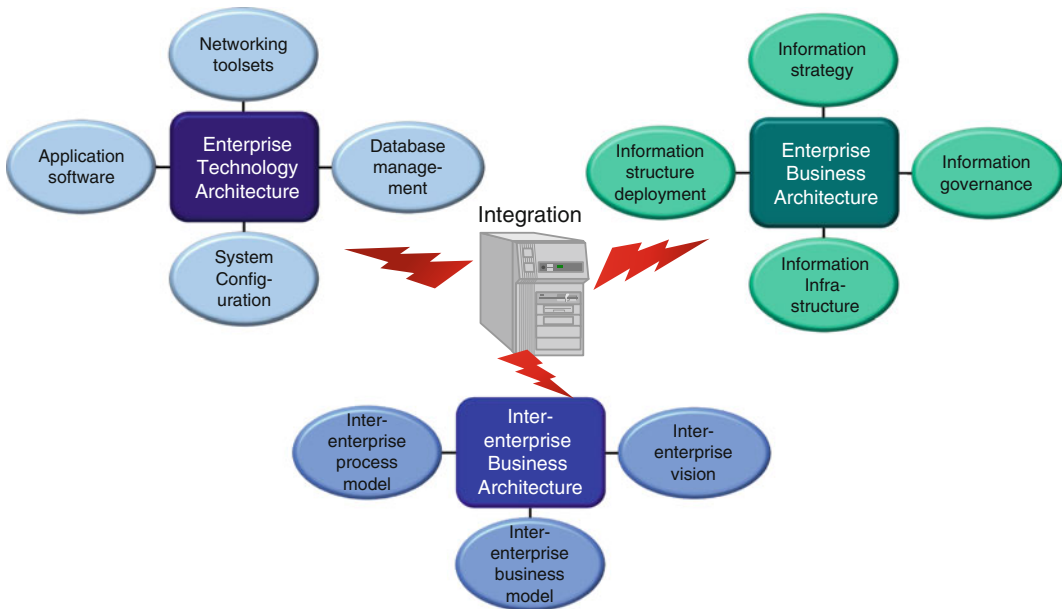 Networking
toolsets
Application
software
Enterprise
Technology
Architecture
Database
manage-
ment
System
Config-
uration
Integration
Information
strategy
Information
structure
deployment
Enterprise
Business
Architecture
Information
governance
Information
Infra-
structure
Inter-
enterprise
process
model
Inter-
enterprise
Business
Architecture
Inter-
enterprise
vision
Inter-
enterprise
business
model